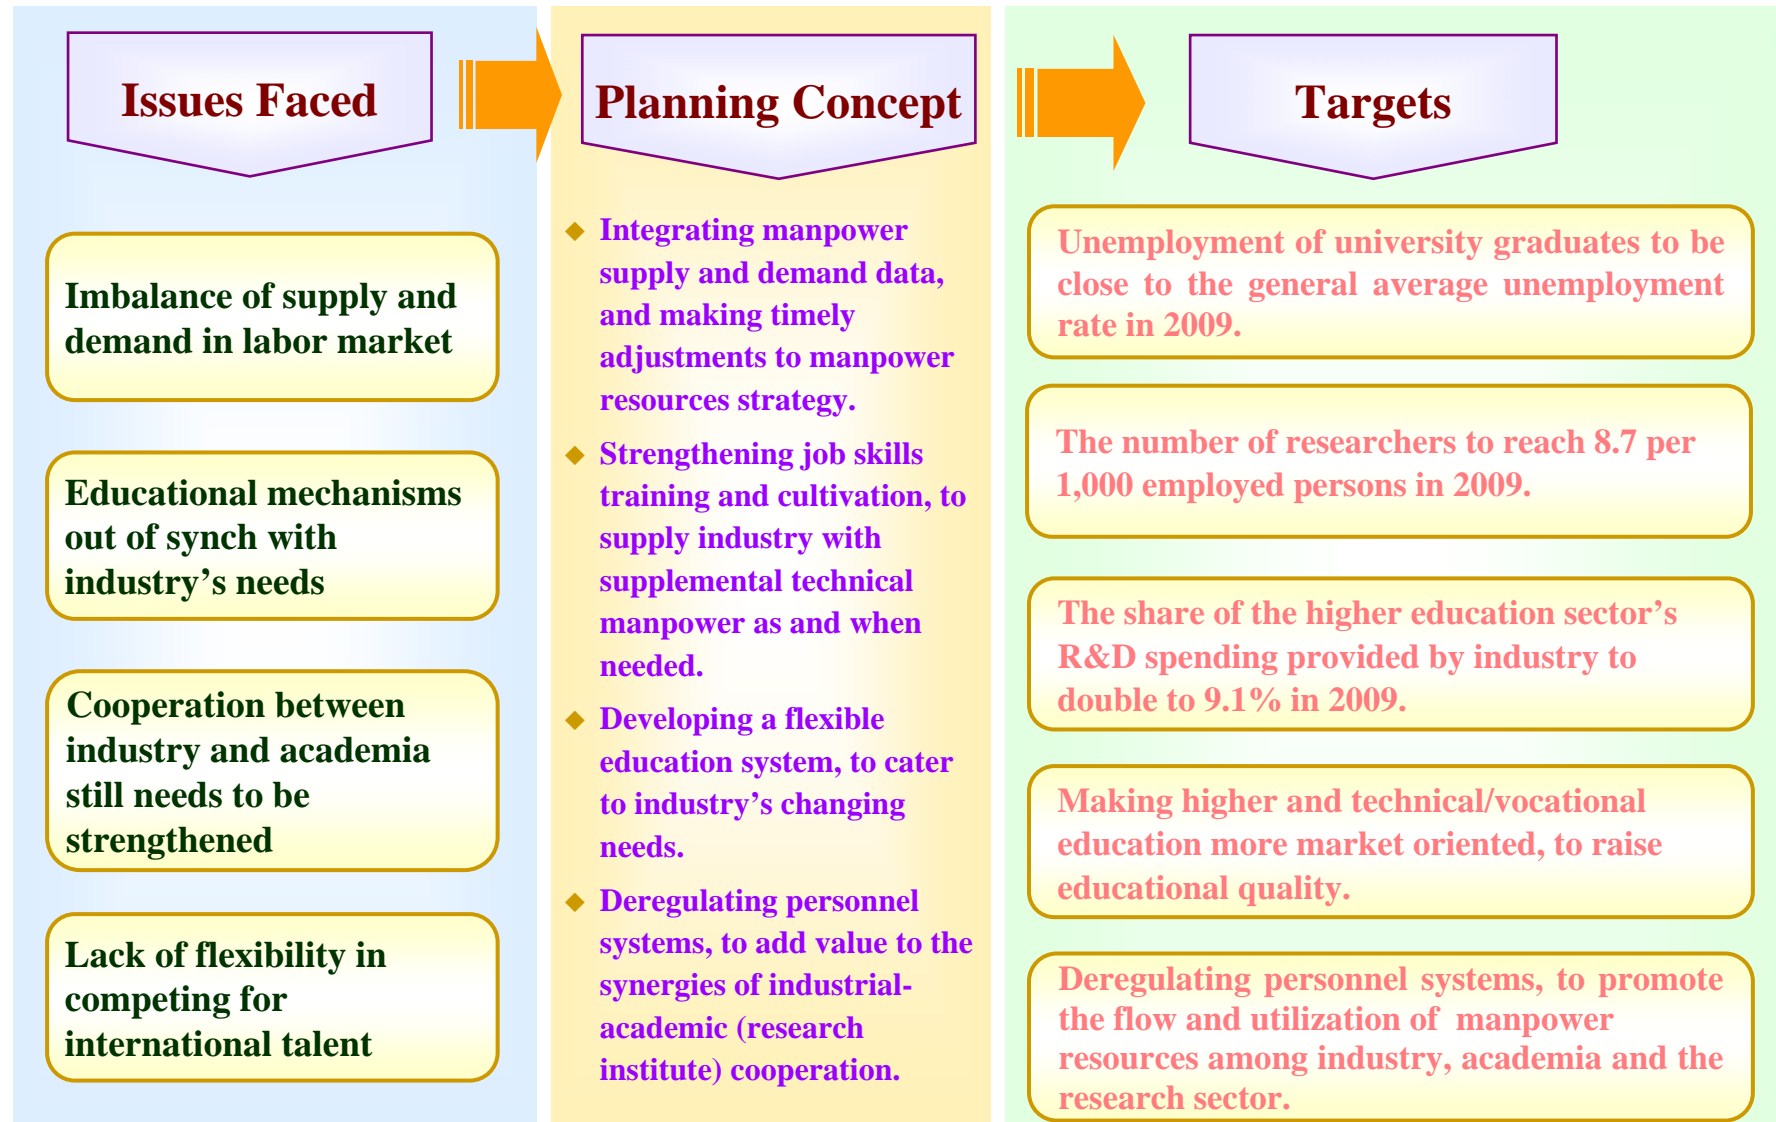 Issues Faced
Planning Concept
Targets
Imbalance of supply and
demand in labor market
Educational mechanisms
out of synch with
industry’s needs
Cooperation between
industry and academia
still needs to be
strengthened
Lack of flexibility in
competing for
international talent
◆ Integrating manpower
supply and demand data,
and making timely
adjustments to manpower
resources strategy.
◆ Strengthening job skills
training and cultivation, to
supply industry with
supplemental technical
manpower as and when
needed.
◆ Developing a flexible
education system, to cater
to industry’s changing
needs.
◆ Deregulating personnel
systems, to add value to the
synergies of industrial-
academic (research
institute) cooperation.
Unemployment of university graduates to be
close to the general average unemployment
rate in 2009.
The number of researchers to reach 8.7 per
1,000 employed persons in 2009.
The share of the higher education sector’s
R&D spending provided by industry to
double to 9.1% in 2009.
Making higher and technical/vocational
education more market oriented, to raise
educational quality.
Deregulating personnel systems, to promote
the flow and utilization of manpower
resources among industry, academia and the
research sector.